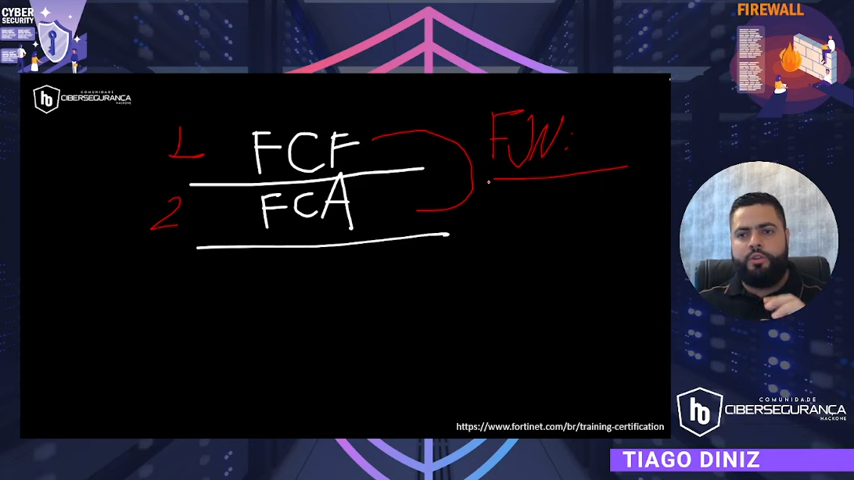 CYBER
SECURITY
FIREWALL
COMUNIDADE
CIBERSEGURANÇA
HACKONE
1 FCF
FW:
2 FCA
https://www.fortinet.com/br/training-certification
COMUNIDADE
CIBERSEGURANÇA
HACKONE
TIAGO DINIZ